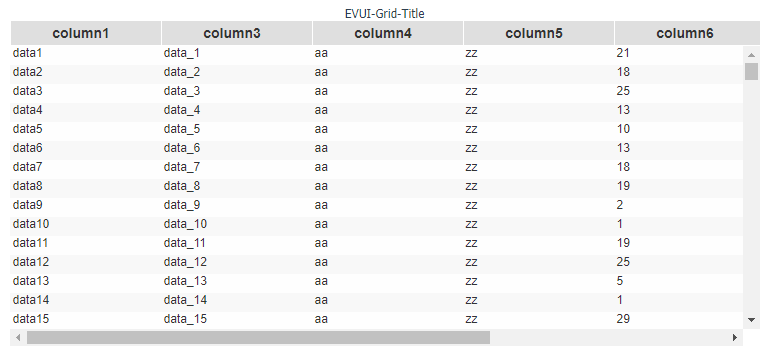 EVUI-Grid-Title
column1 column3 column4 column5 column6
data1 data_1 aa zz 21
data2 data_2 aa zz 18
data3 data_3 aa zz 25
data4 data_4 aa zz 13
data5 data_5 aa zz 10
data6 data_6 aa zz 13
data7 data_7 aa zz 18
data8 data_8 aa zz 19
data9 data_9 aa zz 2
data10 data_10 aa zz 1
data11 data_11 aa zz 19
data12 data_12 aa zz 25
data13 data_13 aa zz 5
data14 data_14 aa zz 1
data15 data_15 aa zz 29